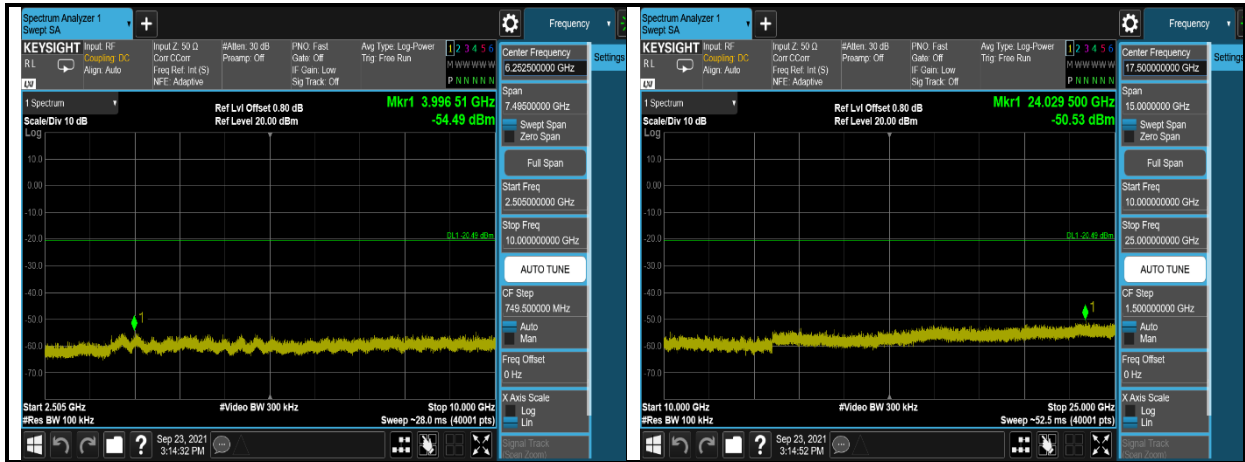 Spectrum Analyzer 1
Swept SA
+
Frequency
KEYSIGHT
RL
LXI
Input: RF
Coupling: DC
Align: Auto
Input Z: 50 Ω
Corr CCorr
Freq Ref: Int (S)
NFE: Adaptive
#Atten: 30 dB
Preamp: Off
PNO: Fast
Gate: Off
IF Gain: Low
Sig Track: Off
Avg Type: Log-Power
Trig: Free Run
1 2 3 4 5 6
M W W W W W
P N N N N N
1 Spectrum
Scale/Div 10 dB
Log
Ref Lvl Offset 0.80 dB
Ref Level 20.00 dBm
Mkr1 3.996 51 GHz
-54.49 dBm
10.0
0.00
-10.0
-20.0
-30.0
-40.0
-50.0
-60.0
-70.0
DL1 -20.49 dBm
1
Start 2.505 GHz
#Res BW 100 kHz
#Video BW 300 kHz
Stop 10.000 GHz
Sweep ~28.0 ms (40001 pts)
?
Sep 23, 2021
3:14:32 PM
Center Frequency
6.252500000 GHz
Settings
Span
7.49500000 GHz
Swept Span
Zero Span
Full Span
Start Freq
2.505000000 GHz
Stop Freq
10.000000000 GHz
AUTO TUNE
CF Step
749.500000 MHz
Auto
Man
Freq Offset
0 Hz
X Axis Scale
Log
Lin
Signal Track
(Span Zoom)
Spectrum Analyzer 1
Swept SA
+
Frequency
KEYSIGHT
RL
LXI
Input: RF
Coupling: DC
Align: Auto
Input Z: 50 Ω
Corr CCorr
Freq Ref: Int (S)
NFE: Adaptive
#Atten: 30 dB
Preamp: Off
PNO: Fast
Gate: Off
IF Gain: Low
Sig Track: Off
Avg Type: Log-Power
Trig: Free Run
1 2 3 4 5 6
M W W W W W
P N N N N N
1 Spectrum
Scale/Div 10 dB
Log
Ref Lvl Offset 0.80 dB
Ref Level 20.00 dBm
Mkr1 24.029 500 GHz
-50.53 dBm
10.0
0.00
-10.0
-20.0
-30.0
-40.0
-50.0
-60.0
-70.0
DL1 -20.49 dBm
1
Start 10.000 GHz
#Res BW 100 kHz
#Video BW 300 kHz
Stop 25.000 GHz
Sweep ~52.5 ms (40001 pts)
?
Sep 23, 2021
3:14:52 PM
Center Frequency
17.500000000 GHz
Settings
Span
15.0000000 GHz
Swept Span
Zero Span
Full Span
Start Freq
10.000000000 GHz
Stop Freq
25.000000000 GHz
AUTO TUNE
CF Step
1.500000000 GHz
Auto
Man
Freq Offset
0 Hz
X Axis Scale
Log
Lin
Signal Track
(Span Zoom)